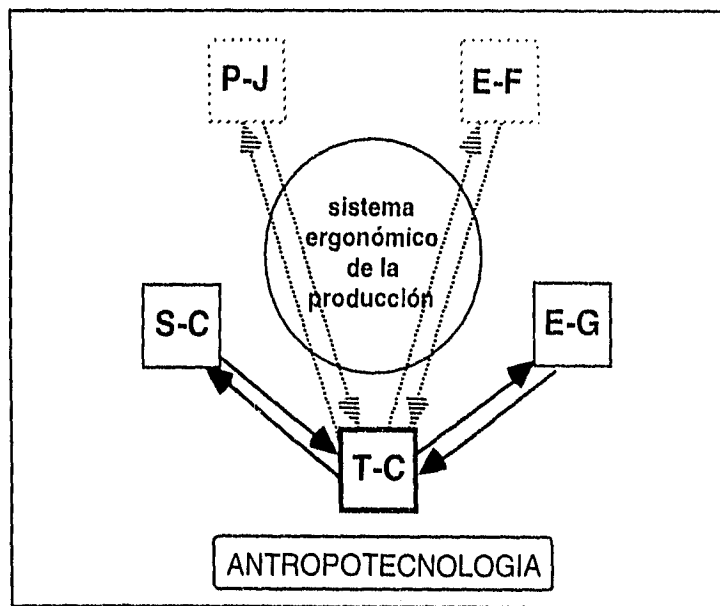 P-J
E-F
sistema
ergonómico
de la
producción
S-C
E-G
T-C
ANTROPOTECNOLOGIA